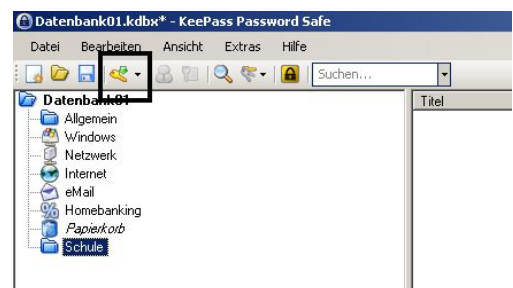 Datenbank01.kdbx* - KeePass Password Safe
Datei Bearbeiten Ansicht Extras Hilfe
Suchen...
Datenbank01
Titel
Allgemein
Windows
Netzwerk
Internet
eMail
Homebanking
Papierkorb
Schule